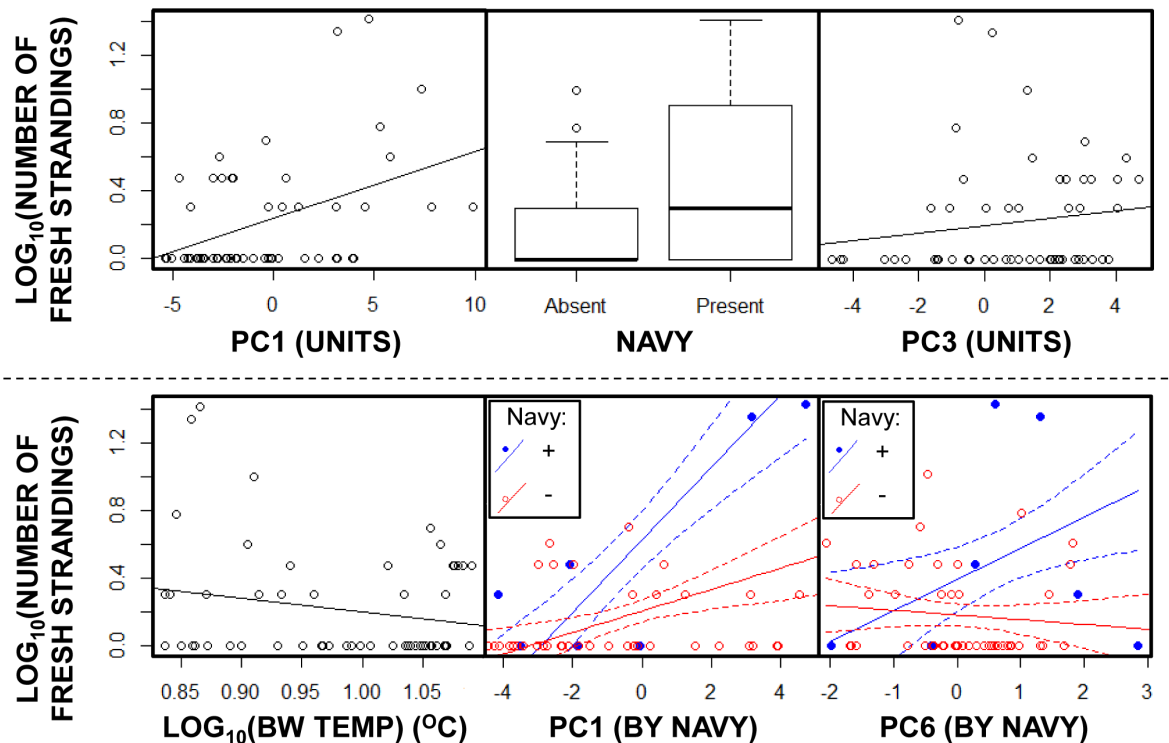 LOG10(NUMBER OF
FRESH STRANDINGS)
0.0 0.4 0.8 1.2
-5 0 5 10
PC1 (UNITS)
Absent Present
NAVY
-4 -2 0 2 4
PC3 (UNITS)
LOG10(NUMBER OF
FRESH STRANDINGS)
0.0 0.4 0.8 1.2
0.85 0.90 0.95 1.00 1.05
LOG10(BW TEMP) (OC)
Navy:
+
-
-4 -2 0 2 4
PC1 (BY NAVY)
Navy:
+
-
-2 -1 0 1 2 3
PC6 (BY NAVY)